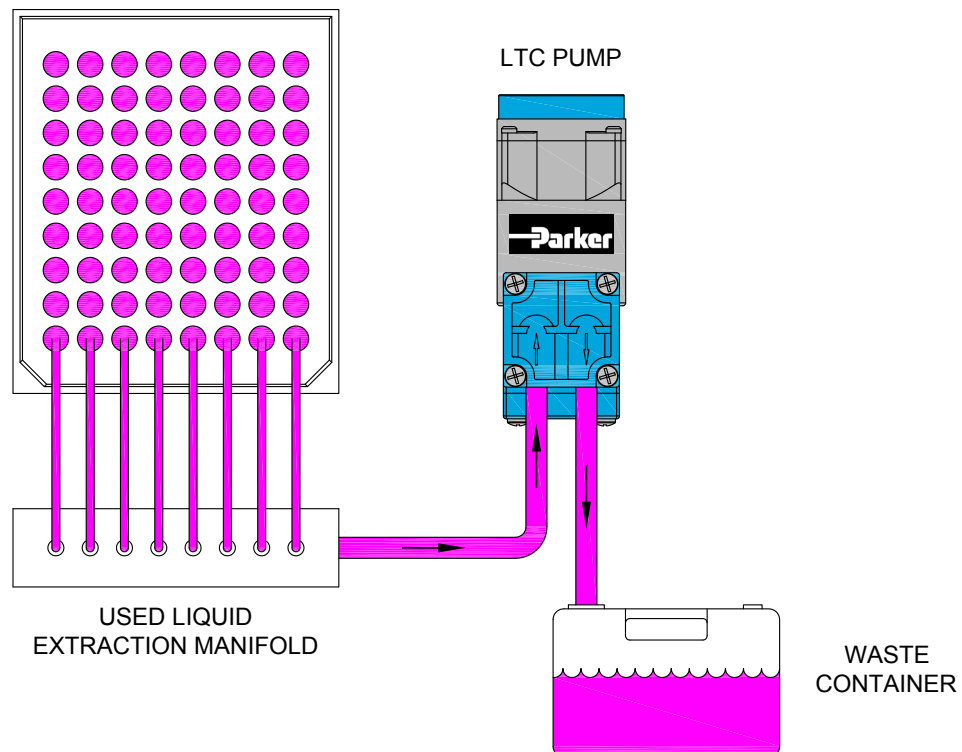 LTC PUMP
Parker
USED LIQUID
EXTRACTION MANIFOLD
WASTE
CONTAINER